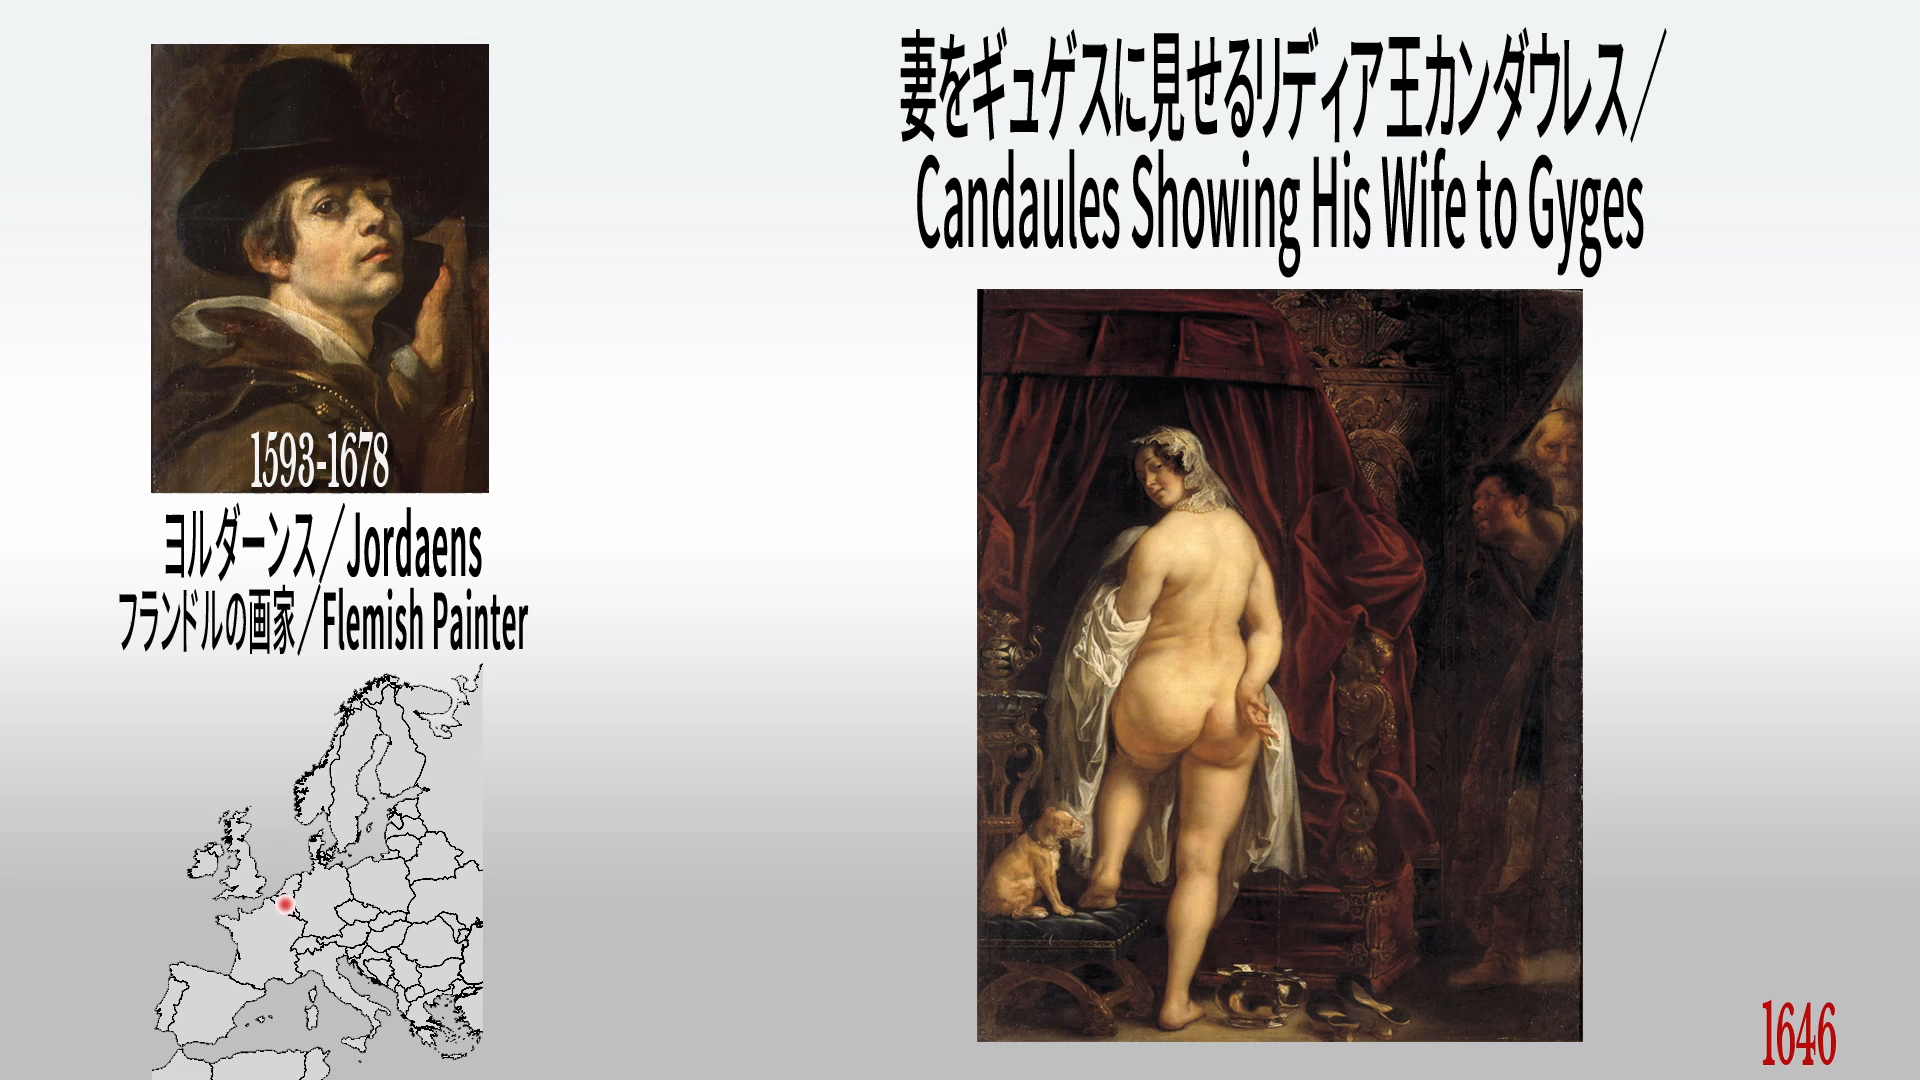 1593-1678
ヨルダーンス／Jordaens
フランドルの画家／Flemish Painter
妻をギュゲスに見せるリディア王カンダウレス／
Candaules Showing His Wife to Gyges
1646